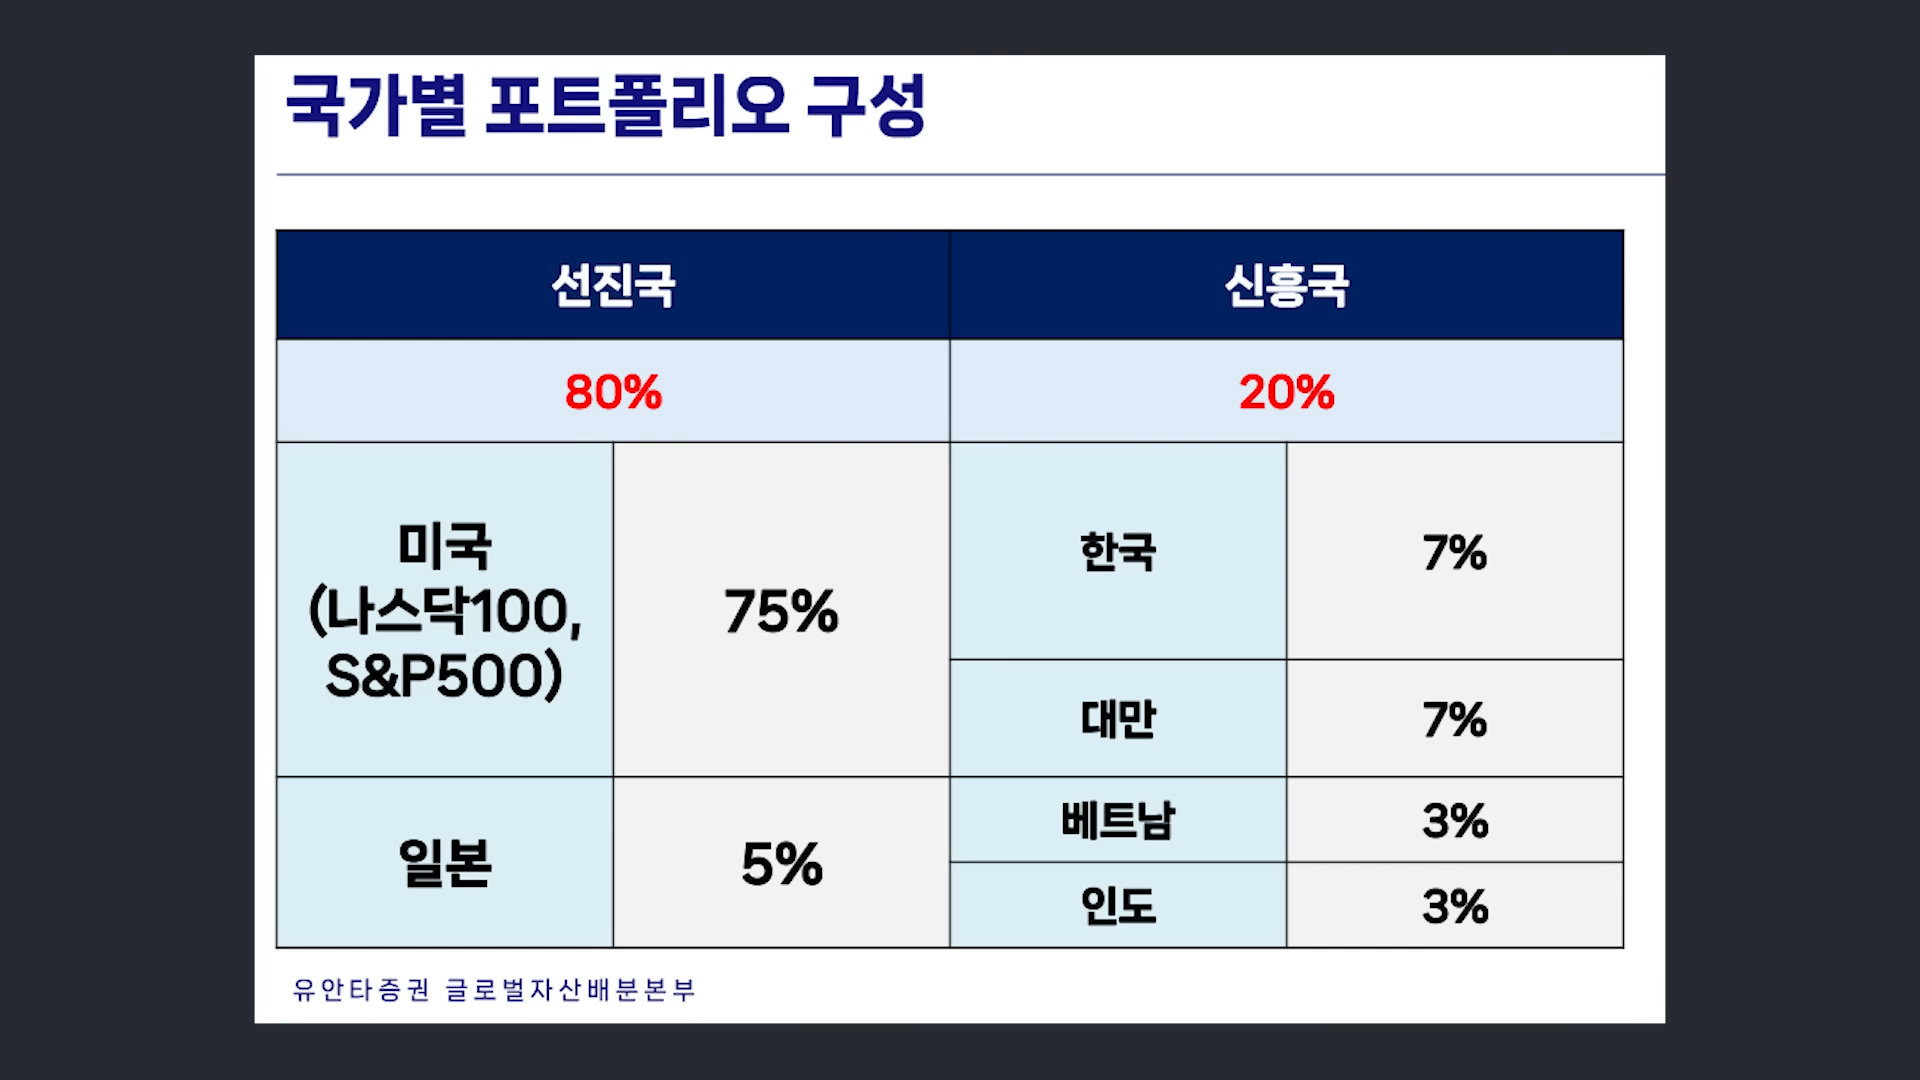 국가별 포트폴리오 구성
선진국
신흥국
80%
20%
미국
(나스닥100,
S&P500)
75%
한국
7%
대만
7%
일본
5%
베트남
3%
인도
3%
유안타증권 글로벌자산배분본부